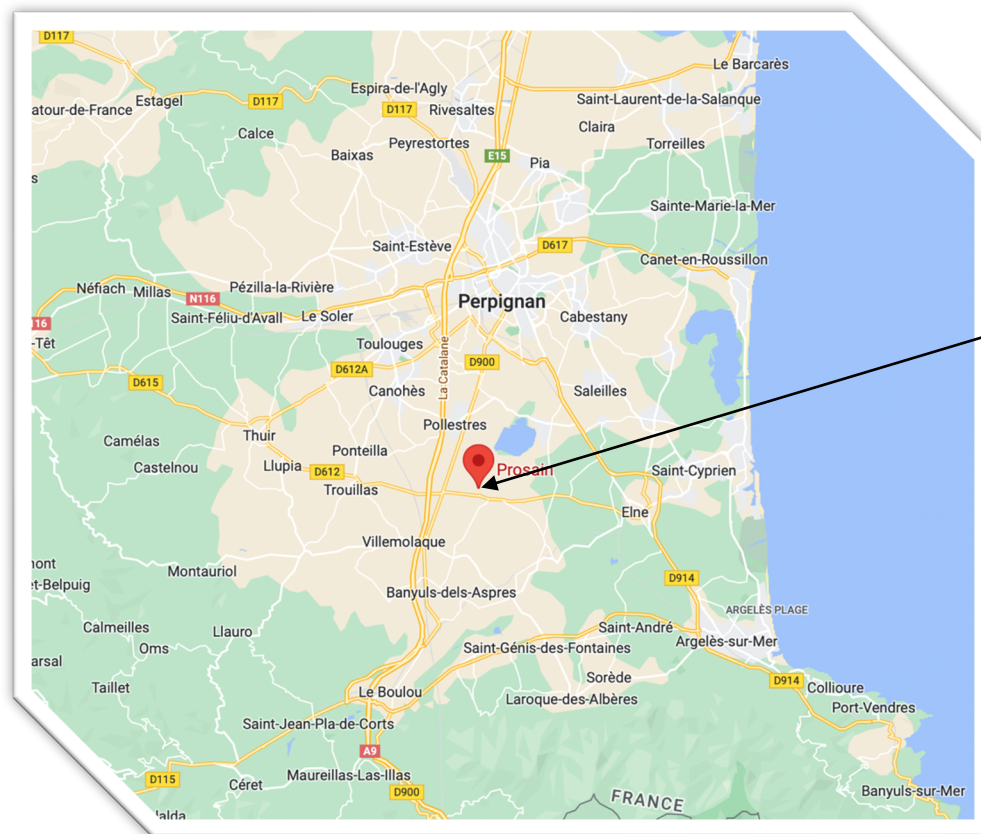 D117
Le Barcarès
Espira-de-l'Agly
Estagel
D117
D117
Rivesaltes
Saint-Laurent-de-la-Salanque
atour-de-France
Calce
Claira
Peyrestortes
Torreilles
Baixas
E15
Pia
s
Sainte-Marie-la-Mer
Saint-Estève
D617
Canet-en-Roussillon
Néfiach
Millas
N116
Pézilla-la-Rivière
Perpignan
Saint-Féliu-d'Avall
Le Soler
Cabestany
16
-Têt
Toulouges
La Catalane
D900
D612A
D615
Canohès
Saleilles
Pollestres
Thuir
Camélas
Ponteilla
Castelnou
Llupia
D612
Prosain
Saint-Cyprien
Trouillas
Elne
Villemolaque
mont
et-Belpuig
Montauriol
D914
Banyuls-dels-Aspres
ARGELÈS PLAGE
Calmeilles
Llauro
Saint-André
Oms
Argelès-sur-Mer
arsal
Saint-Génis-des-Fontaines
Sorède
D914
Taillet
Le Boulou
Laroque-des-Albères
Collioure
Port-Vendres
Saint-Jean-Pla-de-Corts
A9
D115
Céret
Maureillas-Las-Illas
D900
FRANCE
Banyuls-sur-Mer